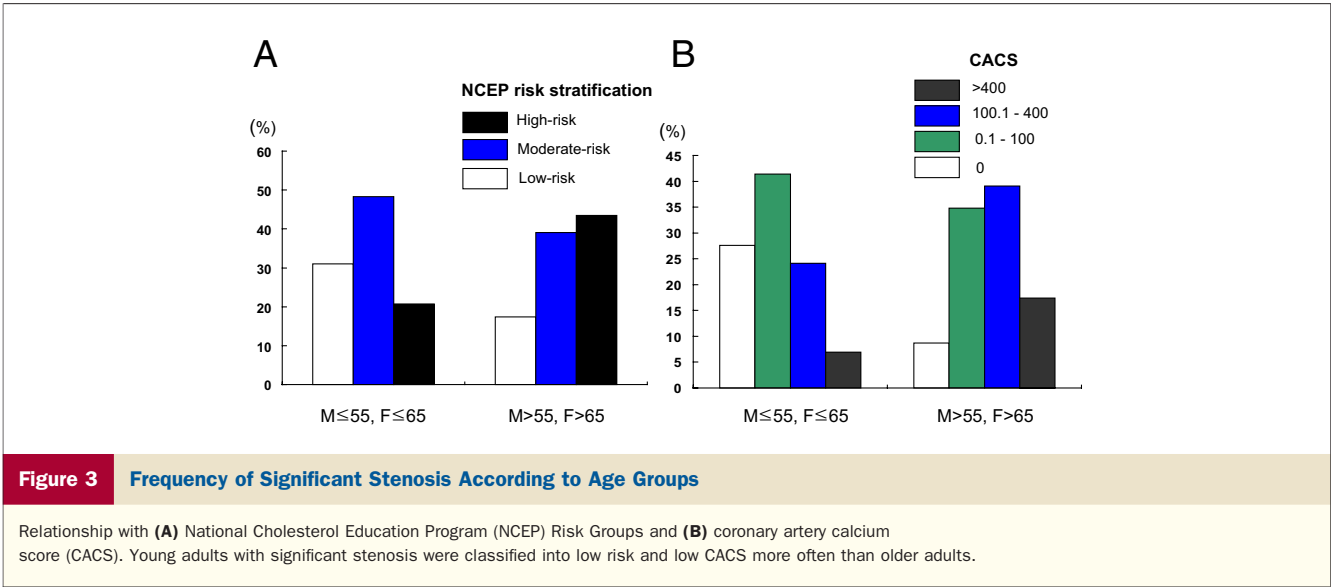 A
NCEP risk stratification
High-risk
Moderate-risk
Low-risk
(%)
60
50
40
30
20
10
0
M≤55, F≤65 M>55, F>65
B
CACS
>400
100.1 - 400
0.1 - 100
0
(%)
45
40
35
30
25
20
15
10
5
0
M≤55, F≤65 M>55, F>65
Figure 3 Frequency of Significant Stenosis According to Age Groups
Relationship with (A) National Cholesterol Education Program (NCEP) Risk Groups and (B) coronary artery calcium
score (CACS). Young adults with significant stenosis were classified into low risk and low CACS more often than older adults.